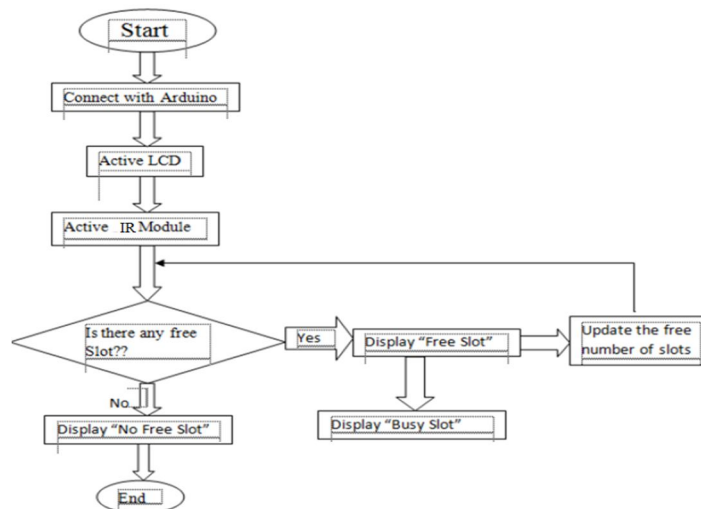 Start
Connect with Arduino
Active LCD
Active IR Module
Is there any free
Slot??
Yes
Display “Free Slot”
Update the free
number of slots
No
Display “Busy Slot”
Display “No Free Slot”
End